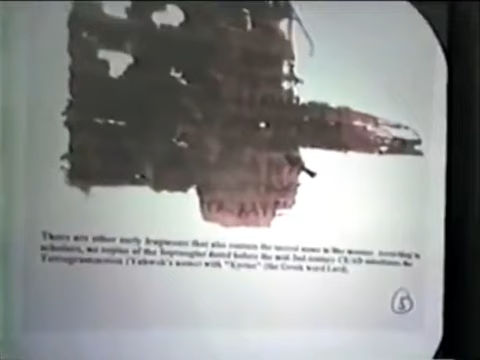 There are other early fragments that also contain the sacred name in like manner. According to
scholars, no copies of the Septuagint dated before the mid 2nd century CE/AD substitutes the
Tetragrammaton (Yahweh's name) with "Kyrios" (the Greek word Lord).
5